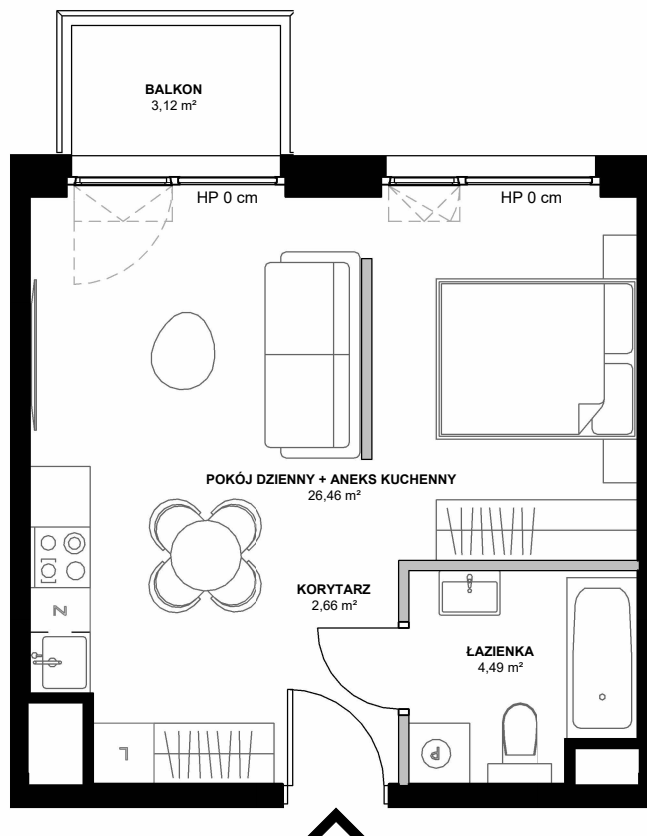 BALKON
3,12 m²
HP 0 cm
HP 0 cm
POKÓJ DZIENNY + ANEKS KUCHENNY
26,46 m²
KORYTARZ
2,66 m²
ŁAZIENKA
4,49 m²
Z
L
P